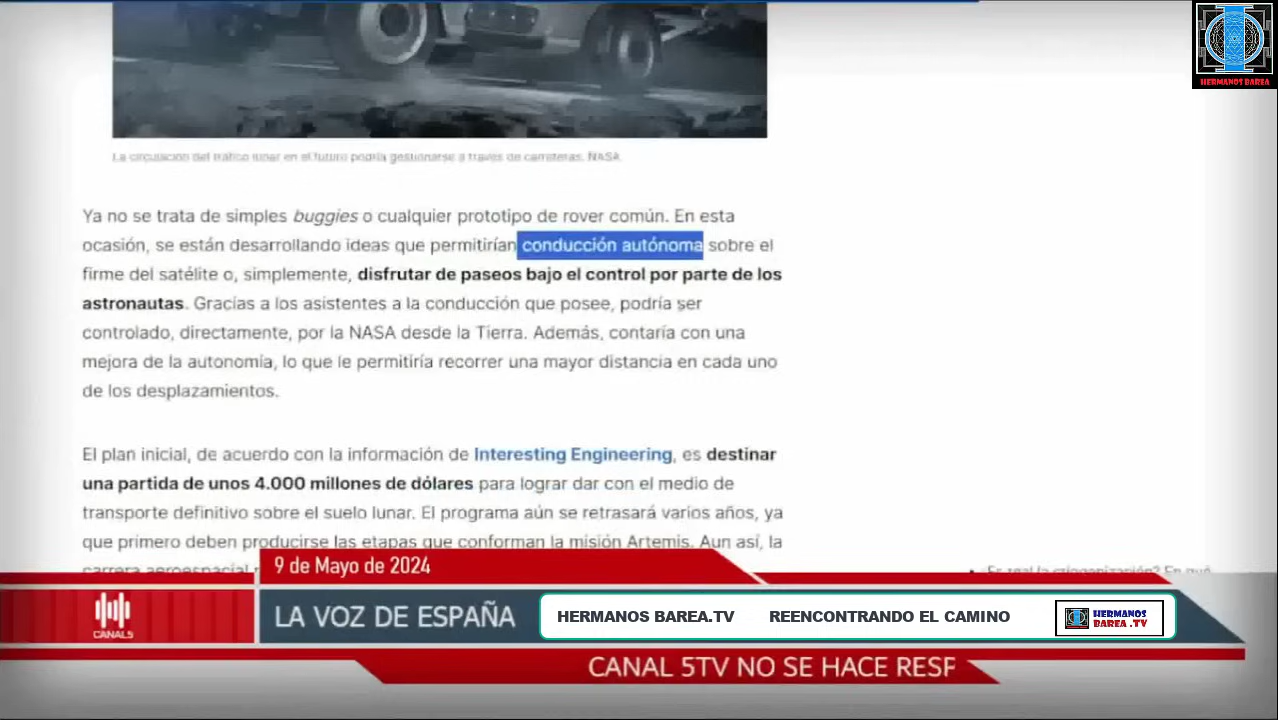 HERMANOS BAREA
La circulación del tráfico lunar en el futuro podría gestionarse a través de carreteras. NASA
Ya no se trata de simples buggies o cualquier prototipo de rover común. En esta
ocasión, se están desarrollando ideas que permitirían conducción autónoma sobre el
firme del satélite o, simplemente, disfrutar de paseos bajo el control por parte de los
astronautas. Gracias a los asistentes a la conducción que posee, podría ser
controlado, directamente, por la NASA desde la Tierra. Además, contaría con una
mejora de la autonomía, lo que le permitiría recorrer una mayor distancia en cada uno
de los desplazamientos.
El plan inicial, de acuerdo con la información de Interesting Engineering, es destinar
una partida de unos 4.000 millones de dólares para lograr dar con el medio de
transporte definitivo sobre el suelo lunar. El programa aún se retrasará varios años, ya
que primero deben producirse las etapas que conforman la misión Artemis. Aun así, la
carrera aeroespacial
¿Es real la criogenización? En qué
9 de Mayo de 2024
CANAL5
LA VOZ DE ESPAÑA
HERMANOS BAREA.TV REENCONTRANDO EL CAMINO
HERMANOS
BAREA .TV
CANAL 5TV NO SE HACE RESP